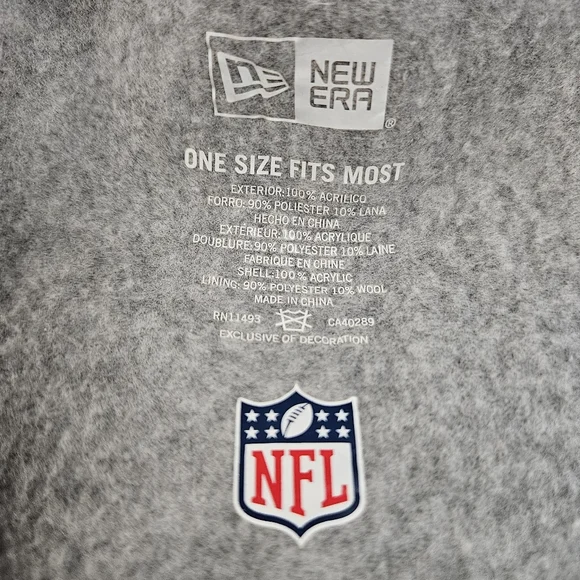 NEW
ERA
®
ONE SIZE FITS MOST
EXTERIOR:100% ACRILICO
FORRO: 90% POLIESTER 10% LANA
HECHO EN CHINA
EXTÉRIEUR: 100% ACRYLIQUE
DOUBLURE: 90% POLYESTER 10% LAINE
FABRIQUE EN CHINE
SHELL:100% ACRYLIC
LINING: 90% POLYESTER 10% WOOL
MADE IN CHINA
RN11493 CA40289
EXCLUSIVE OF DECORATION
NFL